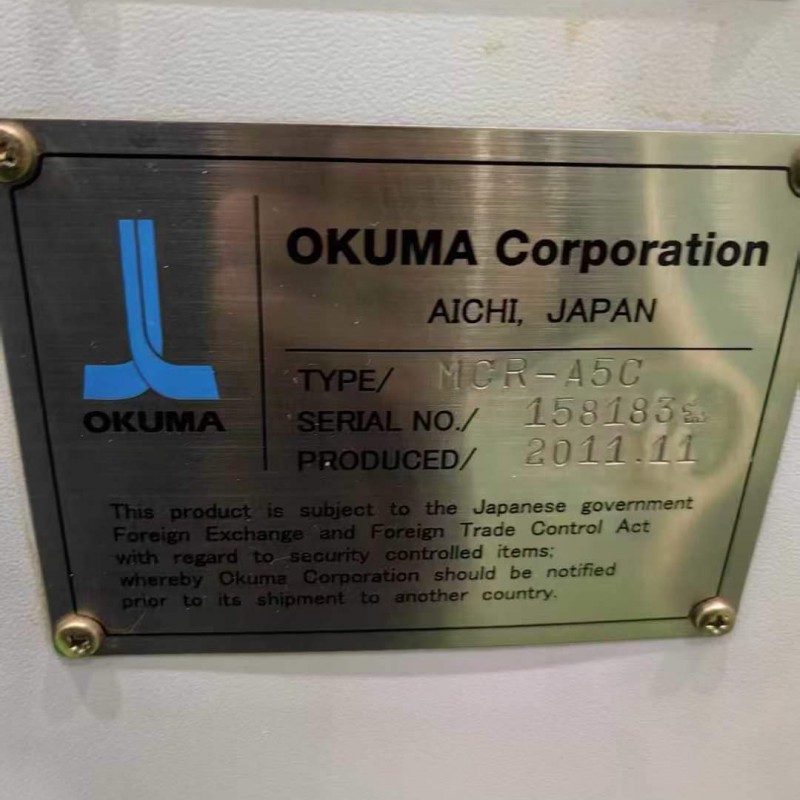 OKUMA
OKUMA Corporation
AICHI, JAPAN
TYPE/ MCR-A5C
SERIAL NO./ 158183
PRODUCED/ 2011.11
This product is subject to the Japanese government
Foreign Exchange and Foreign Trade Control Act
with regard to security controlled items;
whereby Okuma Corporation should be notified
prior to its shipment to another country.